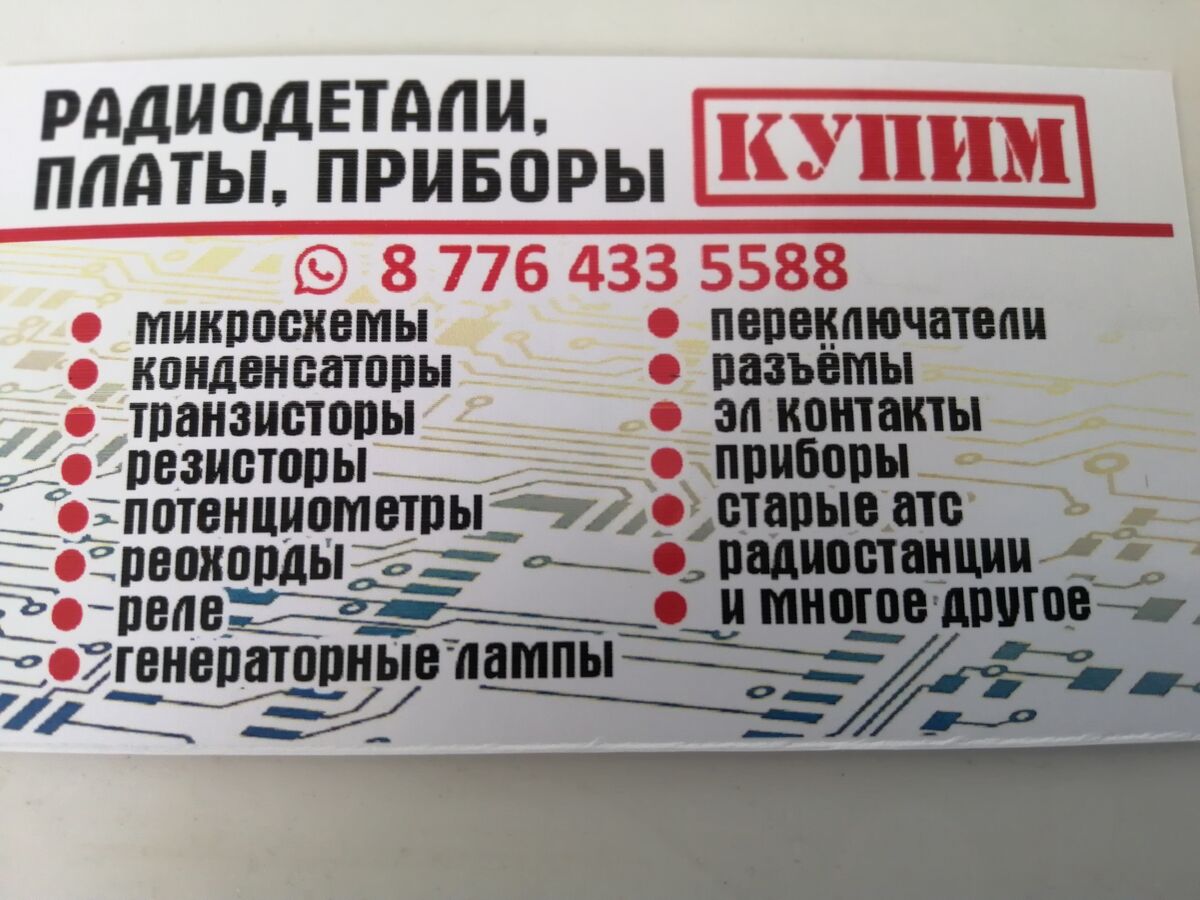 РАДИОДЕТАЛИ,
ПЛАТЫ, ПРИБОРЫ
КУПИМ
8 776 433 5588
микросхемы
конденсаторы
транзисторы
резисторы
потенциометры
реохорды
реле
генераторные лампы
переключатели
разъёмы
эл контакты
приборы
старые атс
радиостанции
и многое другое